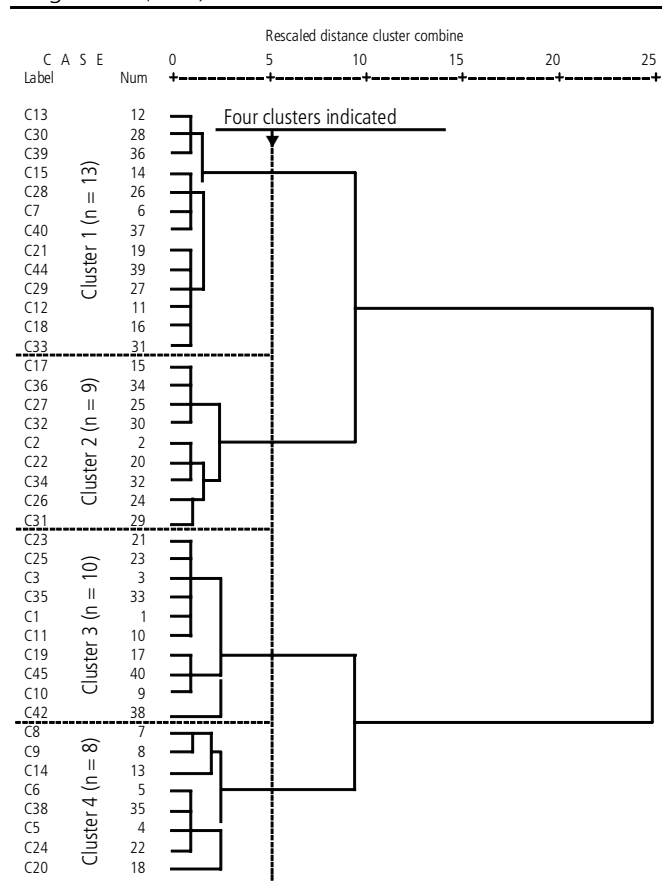 Rescaled distance cluster combine
C A S E 0 5 10 15 20 25
Label Num
Four clusters indicated
C13 12
C30 28
C39 36
C15 14
C28 26
C7 6
C40 37
C21 19
C44 39
C29 27
C12 11
C18 16
C33 31
Cluster 1 (n = 13)
C17 15
C36 34
C27 25
C32 30
C2 2
C22 20
C34 32
C26 24
C31 29
Cluster 2 (n = 9)
C23 21
C25 23
C3 3
C35 33
C1 1
C11 10
C19 17
C45 40
C10 9
C42 38
Cluster 3 (n = 10)
C8 7
C9 8
C14 13
C6 5
C38 35
C5 4
C24 22
C20 18
Cluster 4 (n = 8)